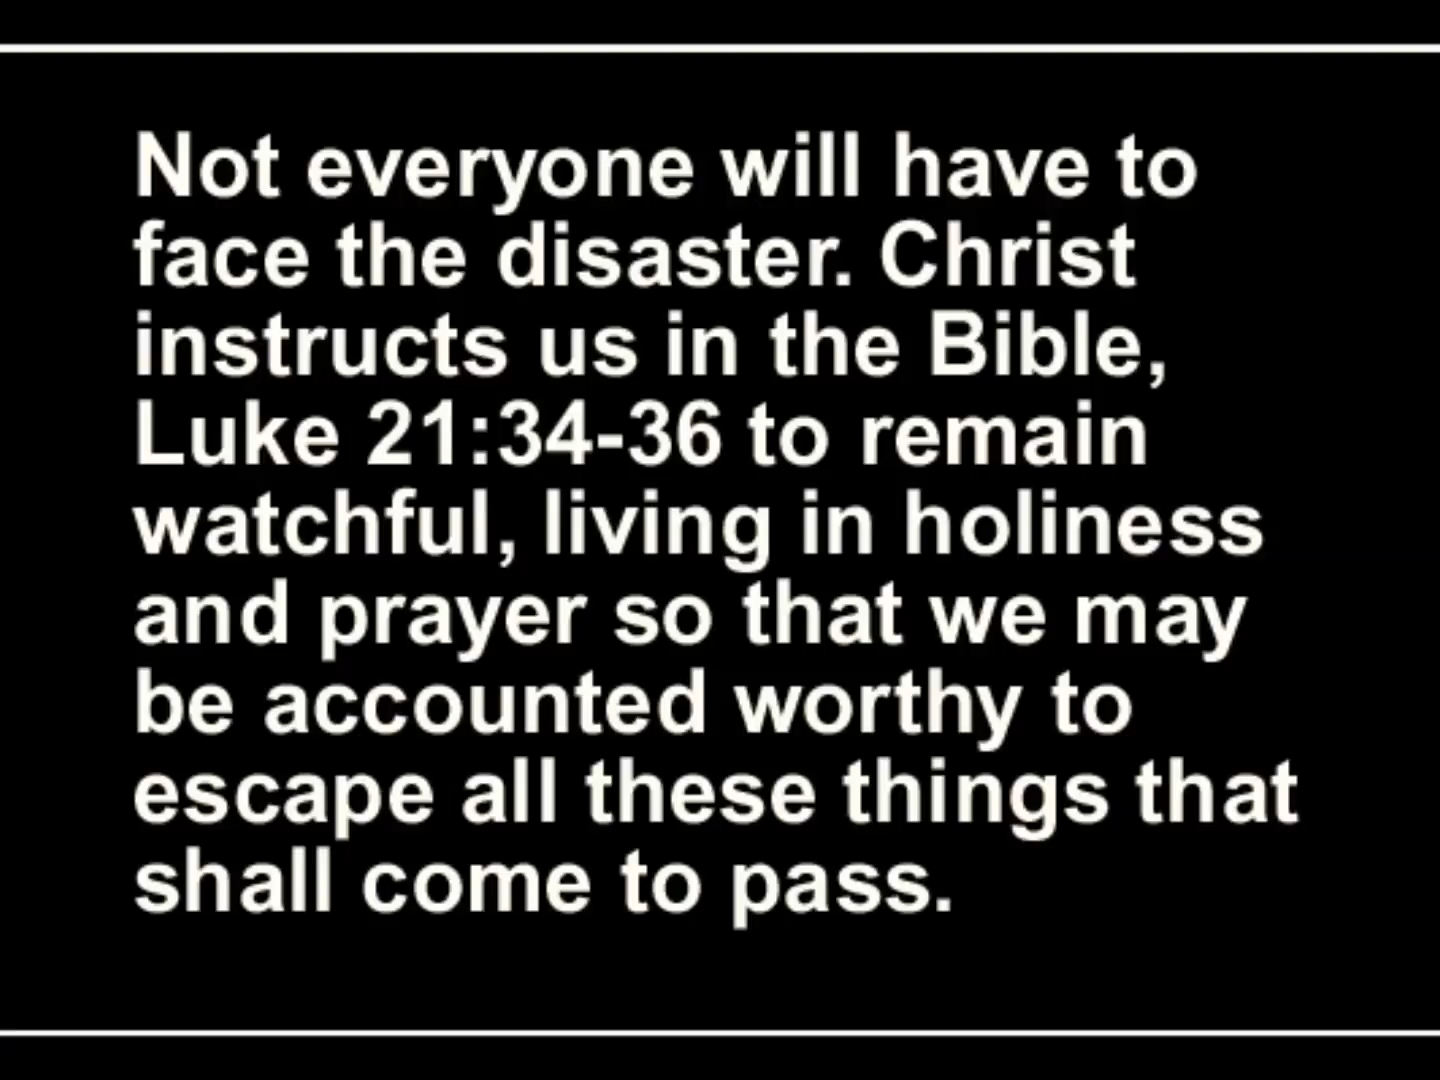 Not everyone will have to
face the disaster. Christ
instructs us in the Bible,
Luke 21:34-36 to remain
watchful, living in holiness
and prayer so that we may
be accounted worthy to
escape all these things that
shall come to pass.